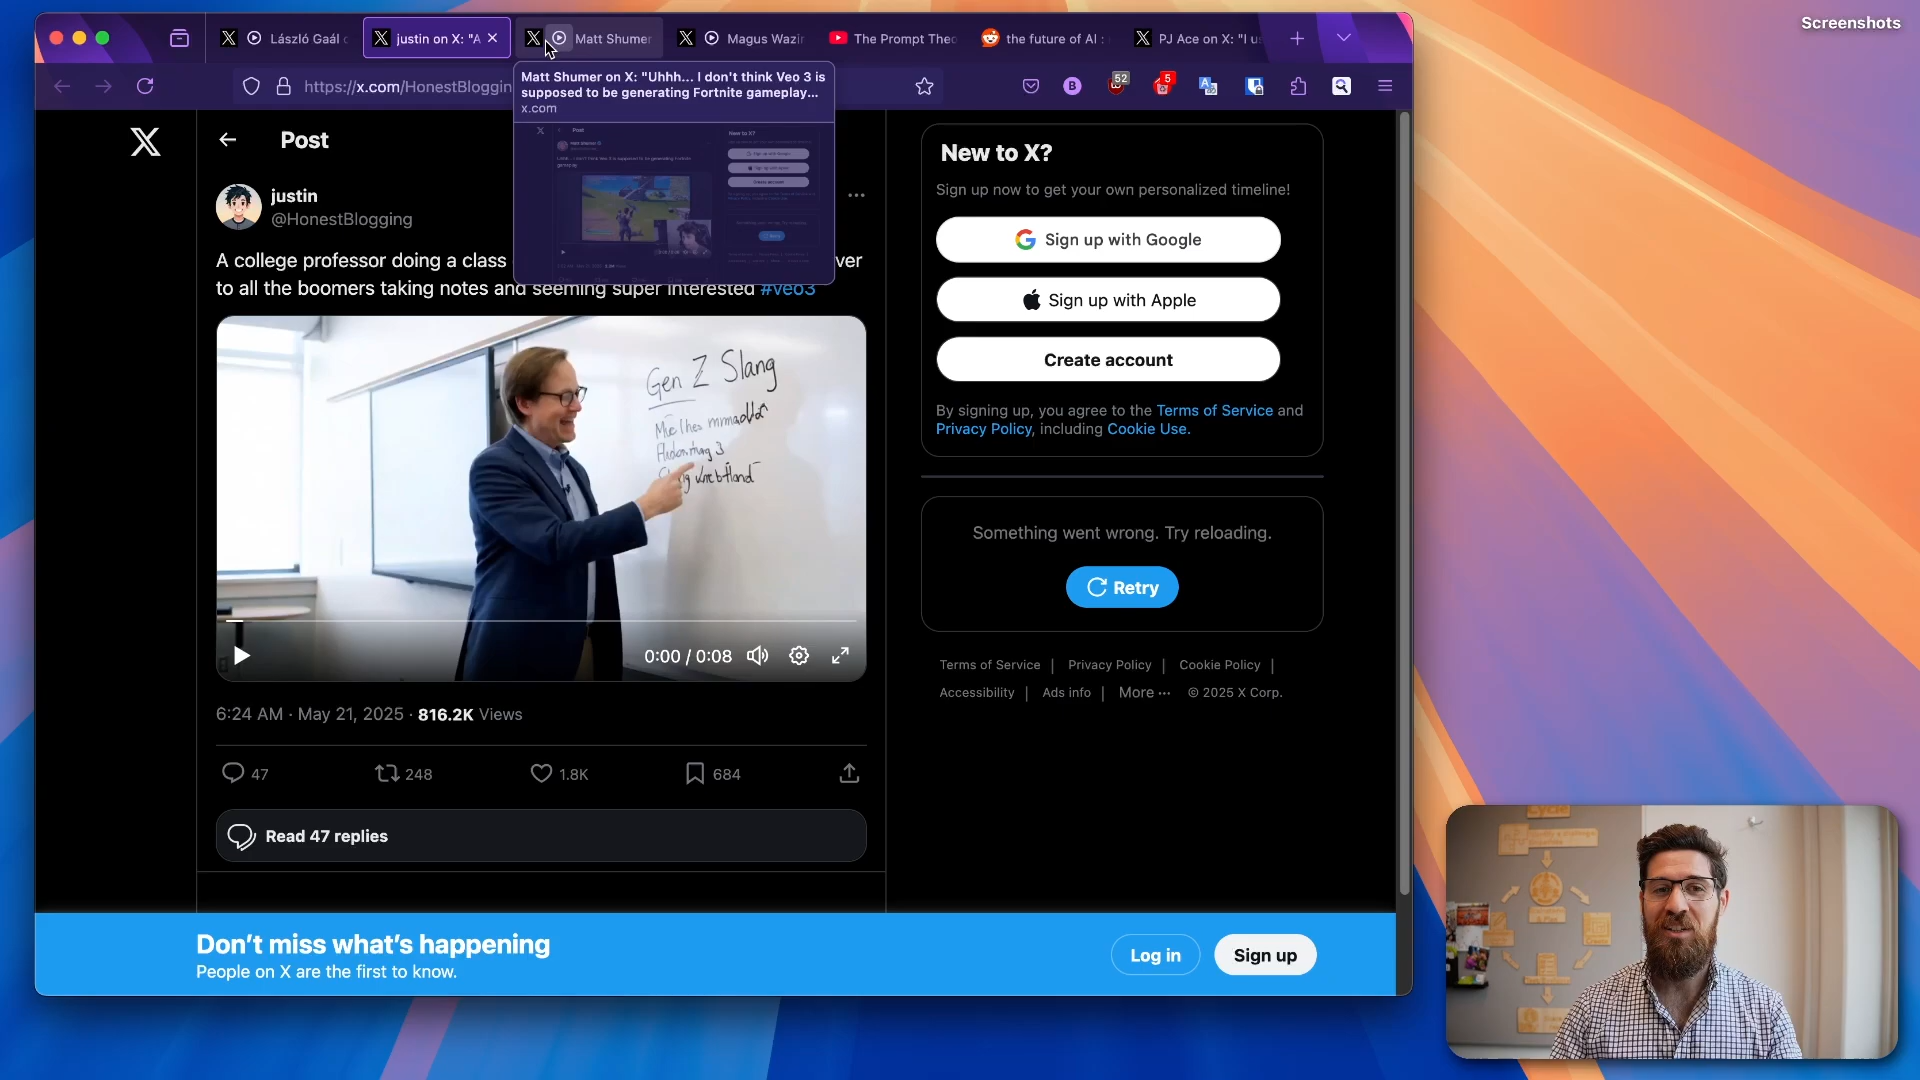 Screenshots
László Gaál
justin on X: "A
Matt Shumer
Magus Wazir
The Prompt Theo
the future of AI :
PJ Ace on X: "I u
https://x.com/HonestBloggin
52
5
B
Matt Shumer on X: "Uhhh... I don't think Veo 3 is
supposed to be generating Fortnite gameplay...
x.com
Post
justin
@HonestBlogging
A college professor doing a class
ver
to all the boomers taking notes and seeming super interested #veo3
Gen Z Slang
0:00 / 0:08
6:24 AM · May 21, 2025 · 816.2K Views
47
248
1.8K
684
Read 47 replies
New to X?
Sign up now to get your own personalized timeline!
Sign up with Google
Sign up with Apple
Create account
By signing up, you agree to the Terms of Service and
Privacy Policy, including Cookie Use.
Something went wrong. Try reloading.
Retry
Terms of Service |
Privacy Policy |
Cookie Policy |
Accessibility |
Ads info |
More ···
© 2025 X Corp.
Don't miss what's happening
People on X are the first to know.
Log in
Sign up